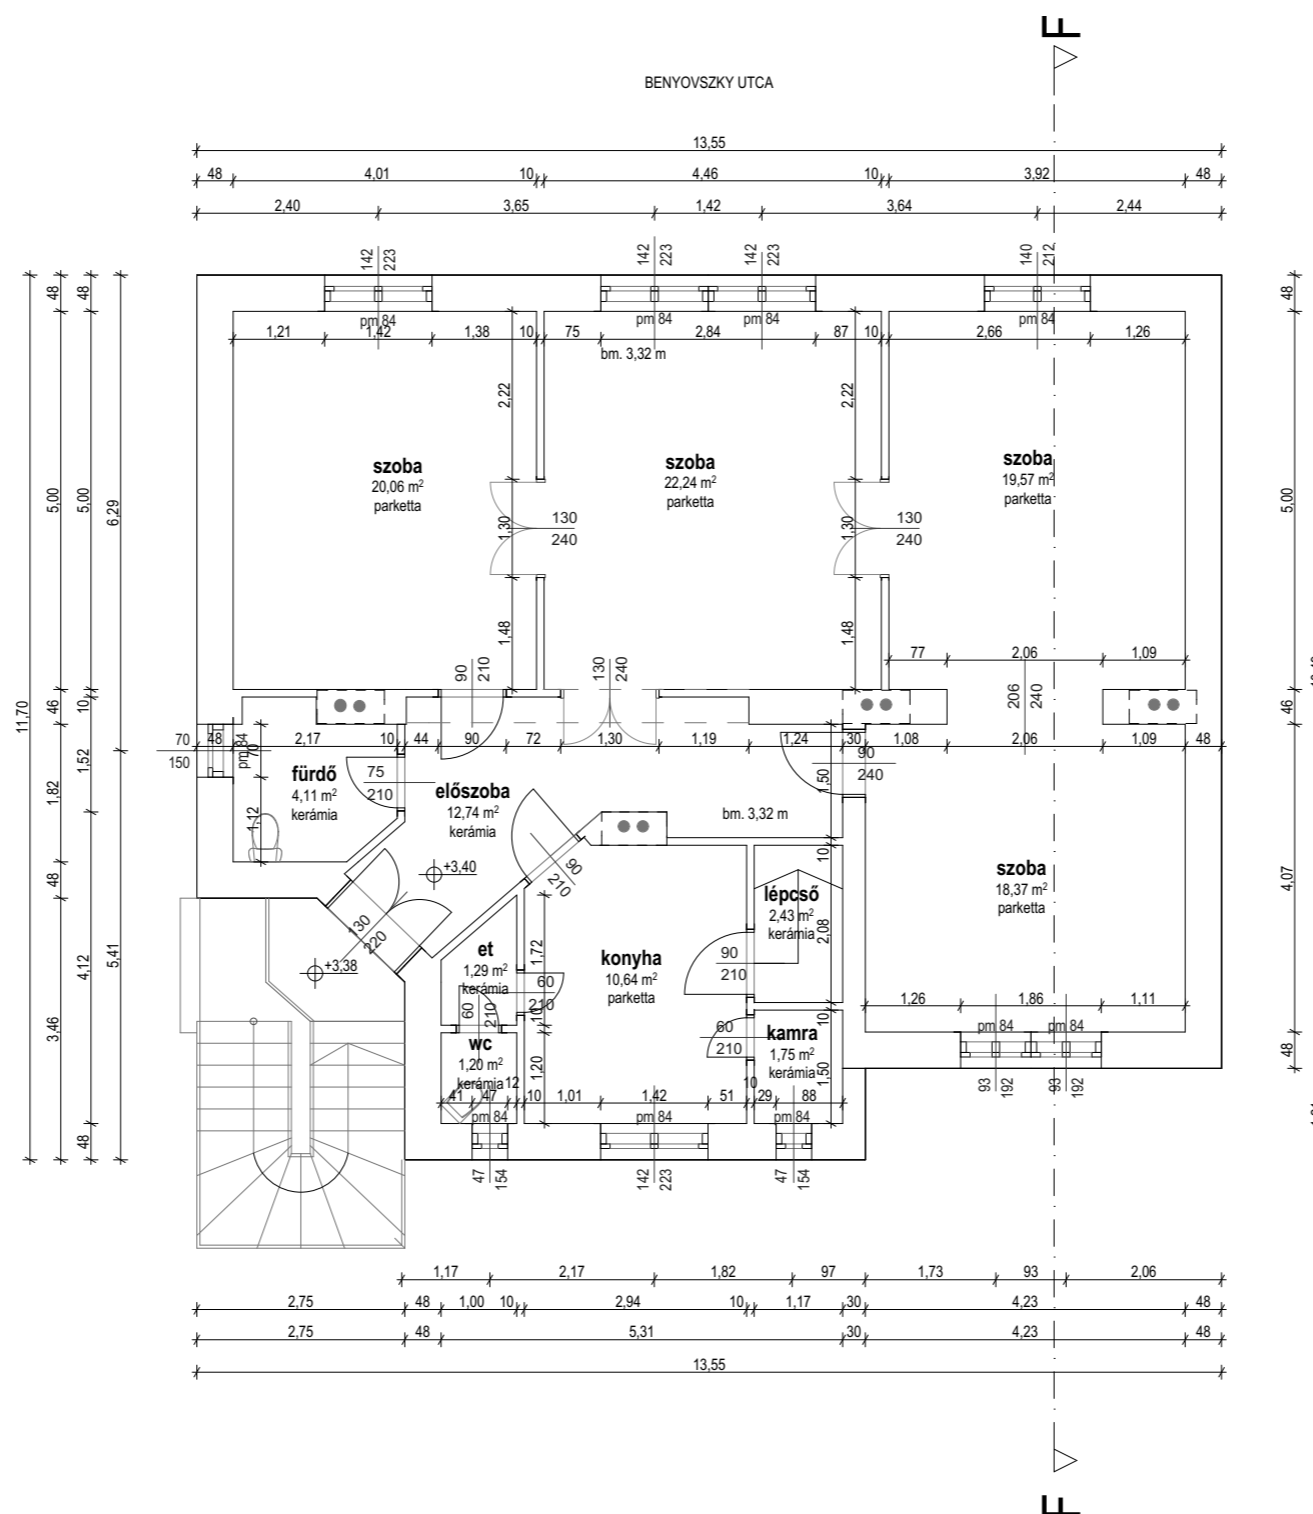 F
BENYOVSZKY UTCA
13,55
48 4,01 10 4,46 10 3,92 48
2,40 3,65 1,42 3,64 2,44
142 223
142 223
142 223
140 212
48 48 48
pm 84 pm 84 pm 84 pm 84
1,21 1,42 1,38 10 75 2,84 87 10 2,66 1,26
bm. 3,32 m
2,22 2,22
szoba
20,06 m²
parketta
szoba
22,24 m²
parketta
szoba
19,57 m²
parketta
5,00 5,00 6,29 5,00
1,30 130 240
1,30 130 240
1,48 1,48
90 210
130 240
77 2,06 1,09
206 240
11,70
46 10 46
70 150
48 2,17 10 44 90 72 1,30 1,19 1,24 30 1,08 2,06 1,09 48
pm 84 70
1,52
1,82
1,12
fürdő
4,11 m²
kerámia
75 210
előszoba
12,74 m²
kerámia
90 240
1,50
bm. 3,32 m
+3,40
90 210
10
48
4,07
lépcső
2,43 m²
kerámia
2,08
szoba
18,37 m²
parketta
130 220
+3,38
et
1,29 m²
kerámia
1,72
konyha
10,64 m²
parketta
90 210
60 210
60 210
10
4,12 5,41
3,46
1,26 1,86 1,11
pm 84 pm 84
93 192
93 192
48
wc
1,20 m²
kerámia
1,20
60 210
10
kamra
1,75 m²
kerámia
1,50
41 47 12 10 1,01 1,42 51 10 29 88
pm 84 pm 84 pm 84
48
47 154
142 223
47 154
1,17 2,17 1,82 97 1,73 93 2,06
2,75 48 1,00 10 2,94 10 1,17 30 4,23 48
2,75 48 5,31 30 4,23 48
13,55
F